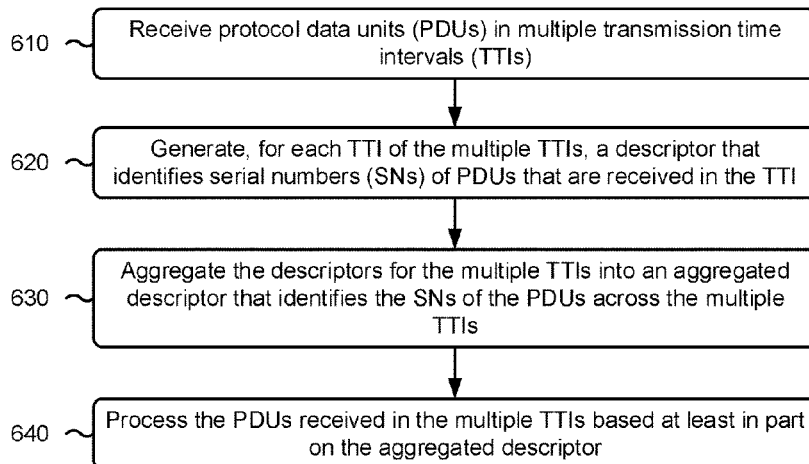 610
Receive protocol data units (PDUs) in multiple transmission time
intervals (TTIs)
620
Generate, for each TTI of the multiple TTIs, a descriptor that
identifies serial numbers (SNs) of PDUs that are received in the TTI
630
Aggregate the descriptors for the multiple TTIs into an aggregated
descriptor that identifies the SNs of the PDUs across the multiple
TTIs
640
Process the PDUs received in the multiple TTIs based at least in part
on the aggregated descriptor